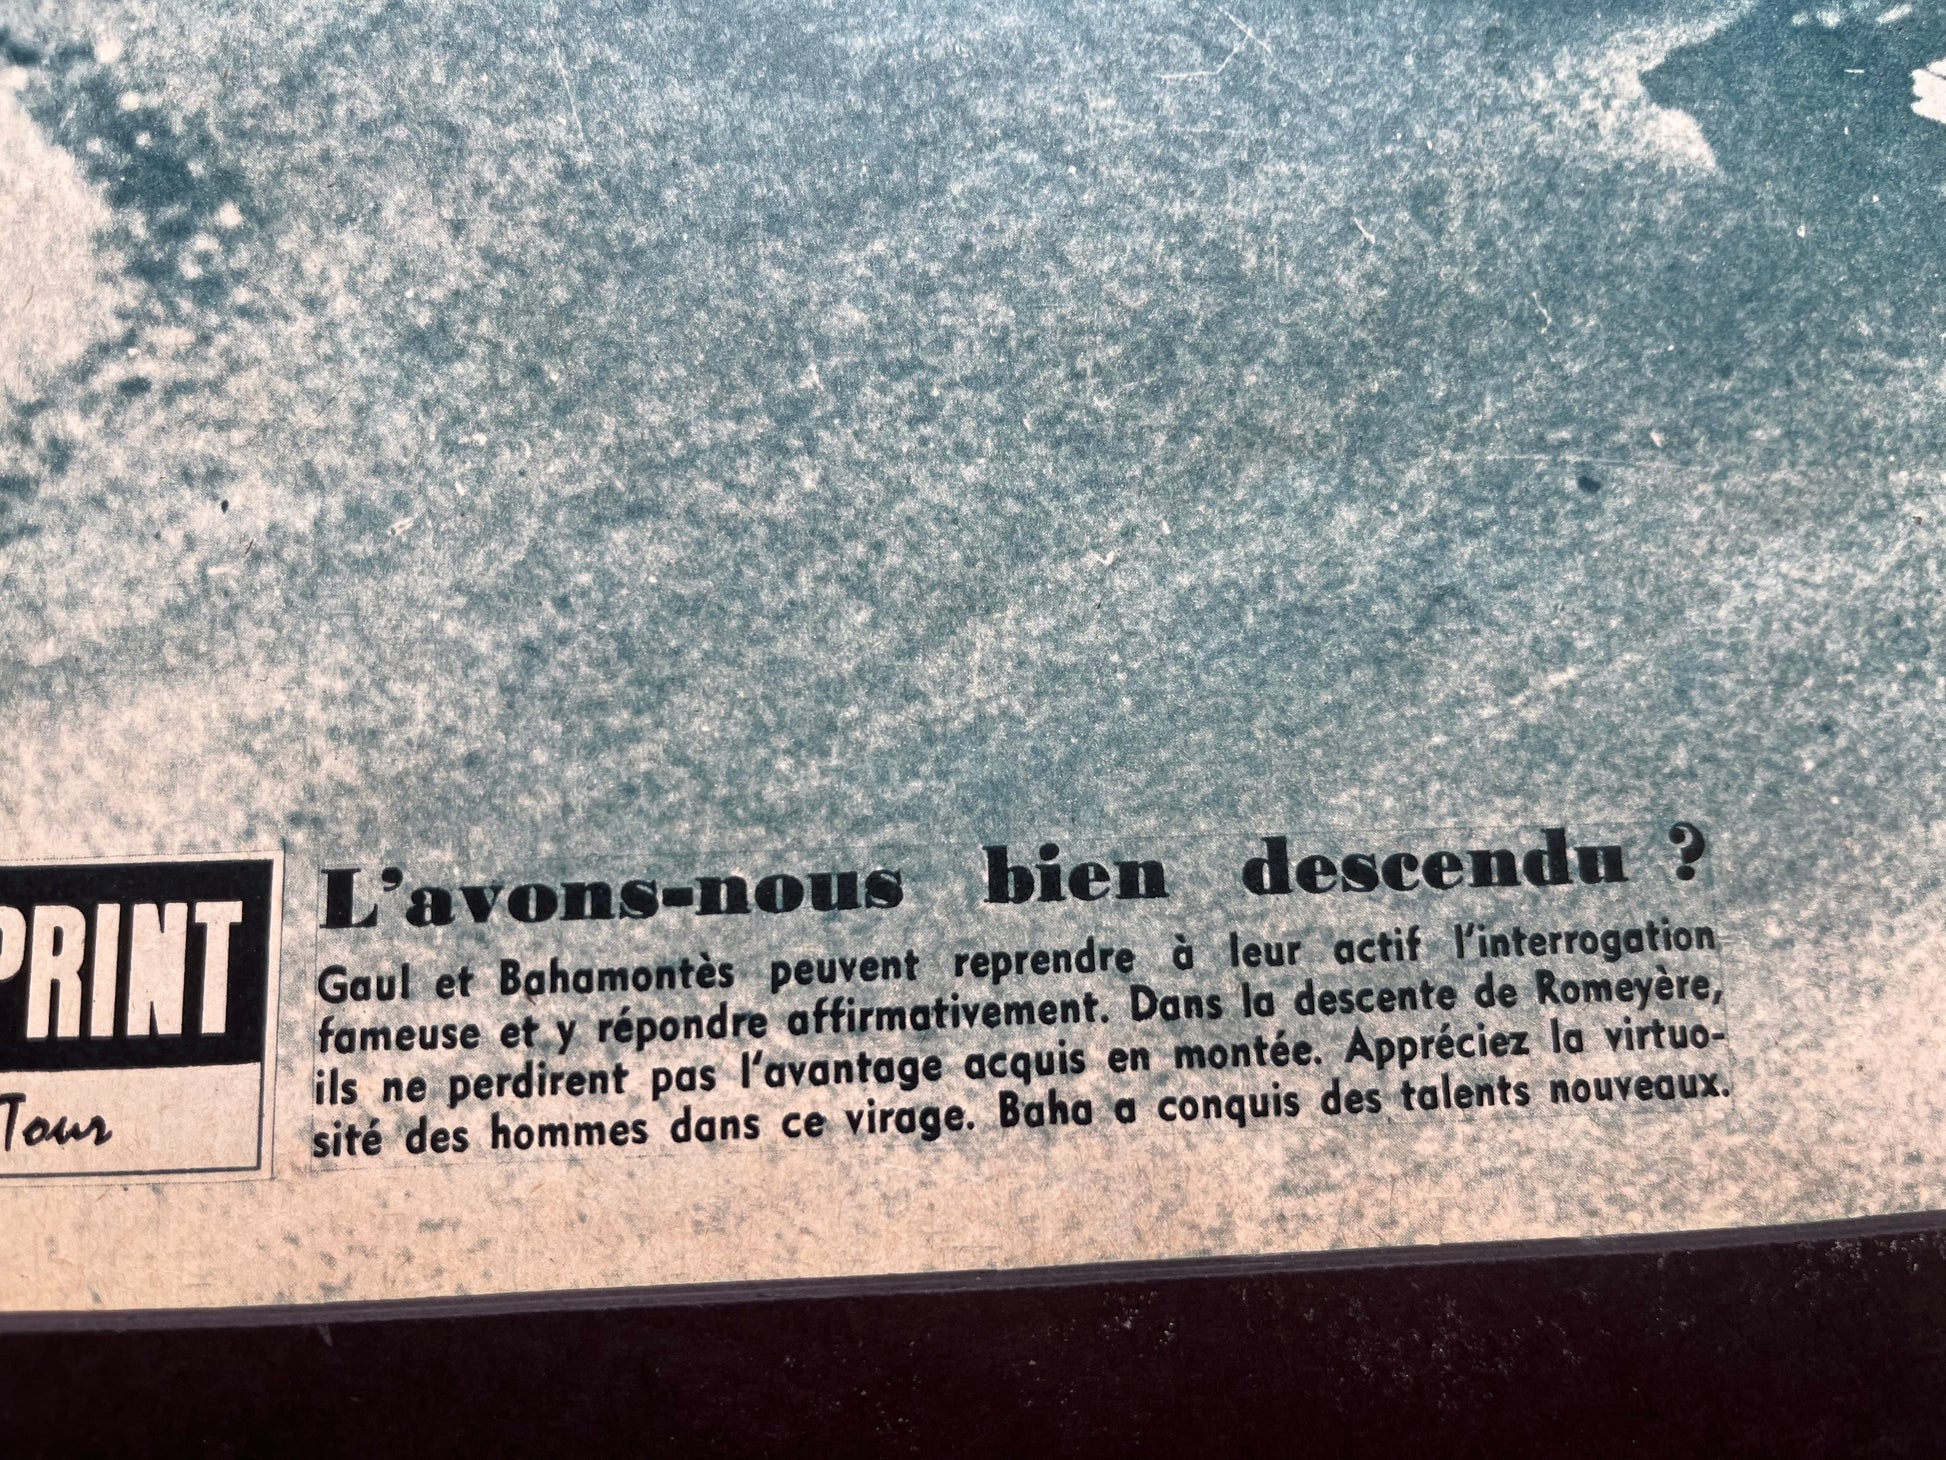 PRINT
Tour
L'avons-nous bien descendu ?
Gaul et Bahamontès peuvent reprendre à leur actif l'interrogation
fameuse et y répondre affirmativement. Dans la descente de Romeyère,
ils ne perdirent pas l'avantage acquis en montée. Appréciez la virtuo-
sité des hommes dans ce virage. Baha a conquis des talents nouveaux.